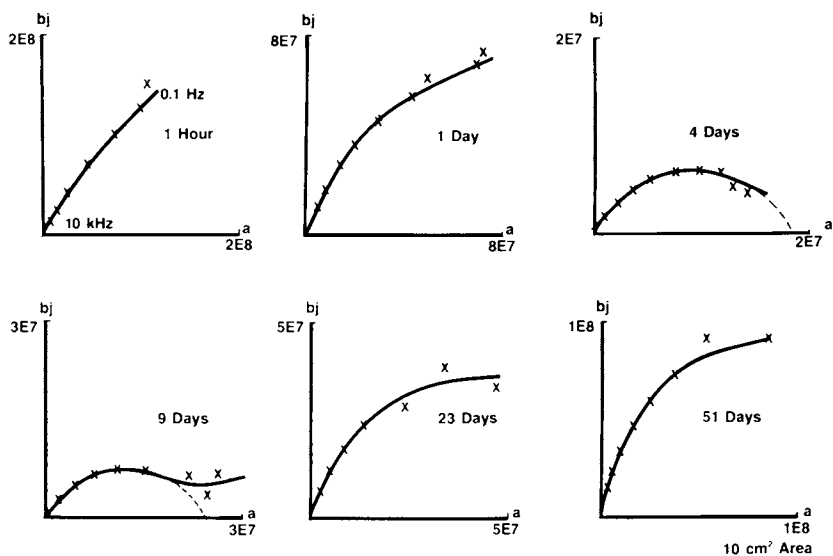 bj
2E8
0.1 Hz
1 Hour
10 kHz
a
2E8
bj
8E7
1 Day
a
8E7
bj
2E7
4 Days
a
2E7
bj
3E7
9 Days
a
3E7
bj
5E7
23 Days
a
5E7
bj
1E8
51 Days
a
1E8
10 cm² Area